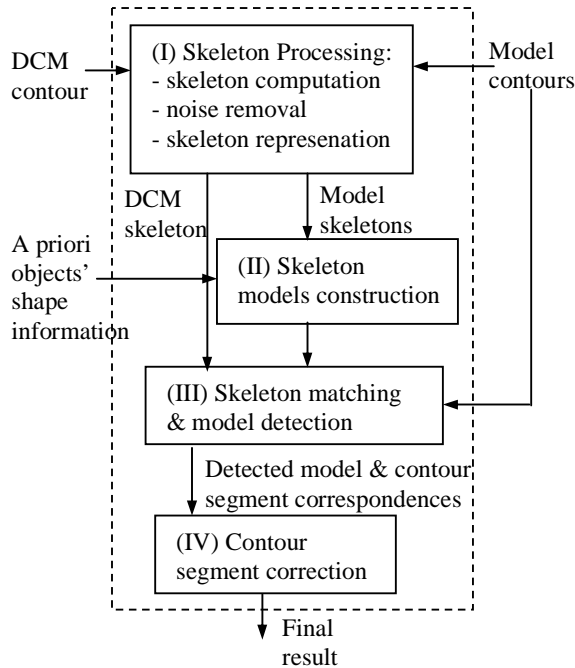 DCM
contour
(I) Skeleton Processing:
- skeleton computation
- noise removal
- skeleton represenation
Model
contours
DCM
skeleton
Model
skeletons
A priori
objects’
shape
information
(II) Skeleton
models construction
(III) Skeleton matching
& model detection
Detected model & contour
segment correspondences
(IV) Contour
segment correction
Final
result